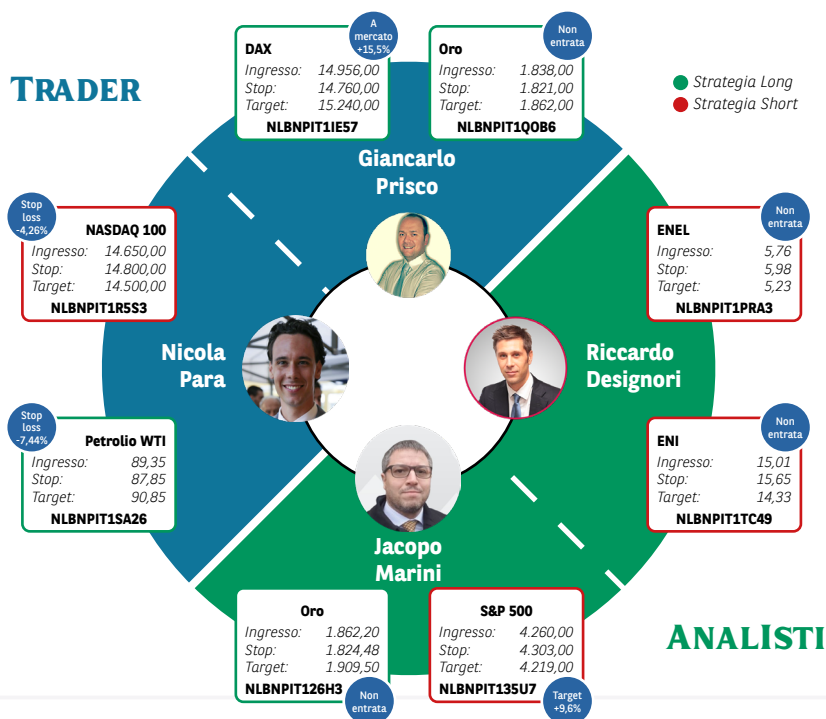 TRADER
DAX
A
mercato
+15,5%
Ingresso: 14.956,00
Stop: 14.760,00
Target: 15.240,00
NLBNPIT1IE57
Oro
Non
entrata
Ingresso: 1.838,00
Stop: 1.821,00
Target: 1.862,00
NLBNPIT1QOB6
Strategia Long
Strategia Short
Giancarlo
Prisco
Stop
loss
-4,26%
NASDAQ 100
Ingresso: 14.650,00
Stop: 14.800,00
Target: 14.500,00
NLBNPIT1R5S3
ENEL
Non
entrata
Ingresso: 5,76
Stop: 5,98
Target: 5,23
NLBNPIT1PRA3
Nicola
Para
Riccardo
Designori
Stop
loss
-7,44%
Petrolio WTI
Ingresso: 89,35
Stop: 87,85
Target: 90,85
NLBNPIT1SA26
ENI
Non
entrata
Ingresso: 15,01
Stop: 15,65
Target: 14,33
NLBNPIT1TC49
Jacopo
Marini
Oro
Ingresso: 1.862,20
Stop: 1.824,48
Target: 1.909,50
NLBNPIT126H3
Non
entrata
S&P 500
Ingresso: 4.260,00
Stop: 4.303,00
Target: 4.219,00
NLBNPIT135U7
Target
+9,6%
ANALISTI